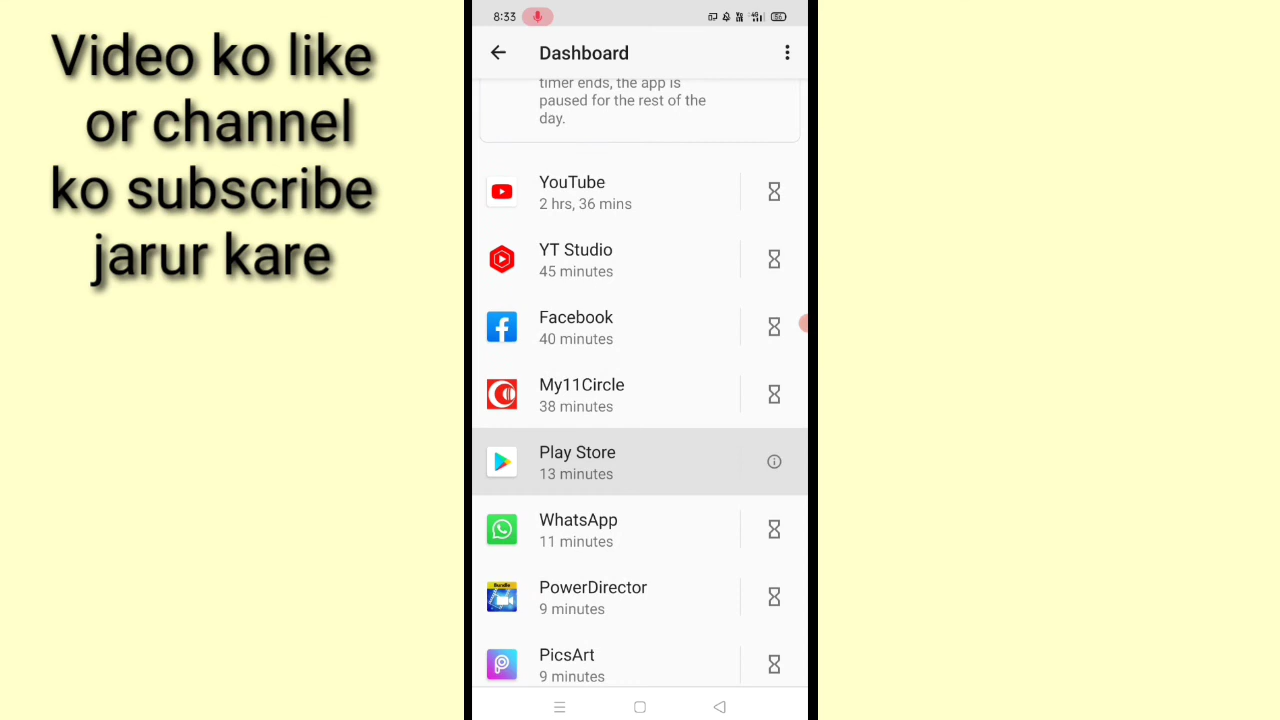 Video ko like
or channel
ko subscribe
jarur kare
8:33
56
Dashboard
timer ends, the app is
paused for the rest of the
day.
YouTube
2 hrs, 36 mins
YT Studio
45 minutes
Facebook
40 minutes
My11Circle
38 minutes
Play Store
13 minutes
WhatsApp
11 minutes
Bundle
PowerDirector
9 minutes
PicsArt
9 minutes